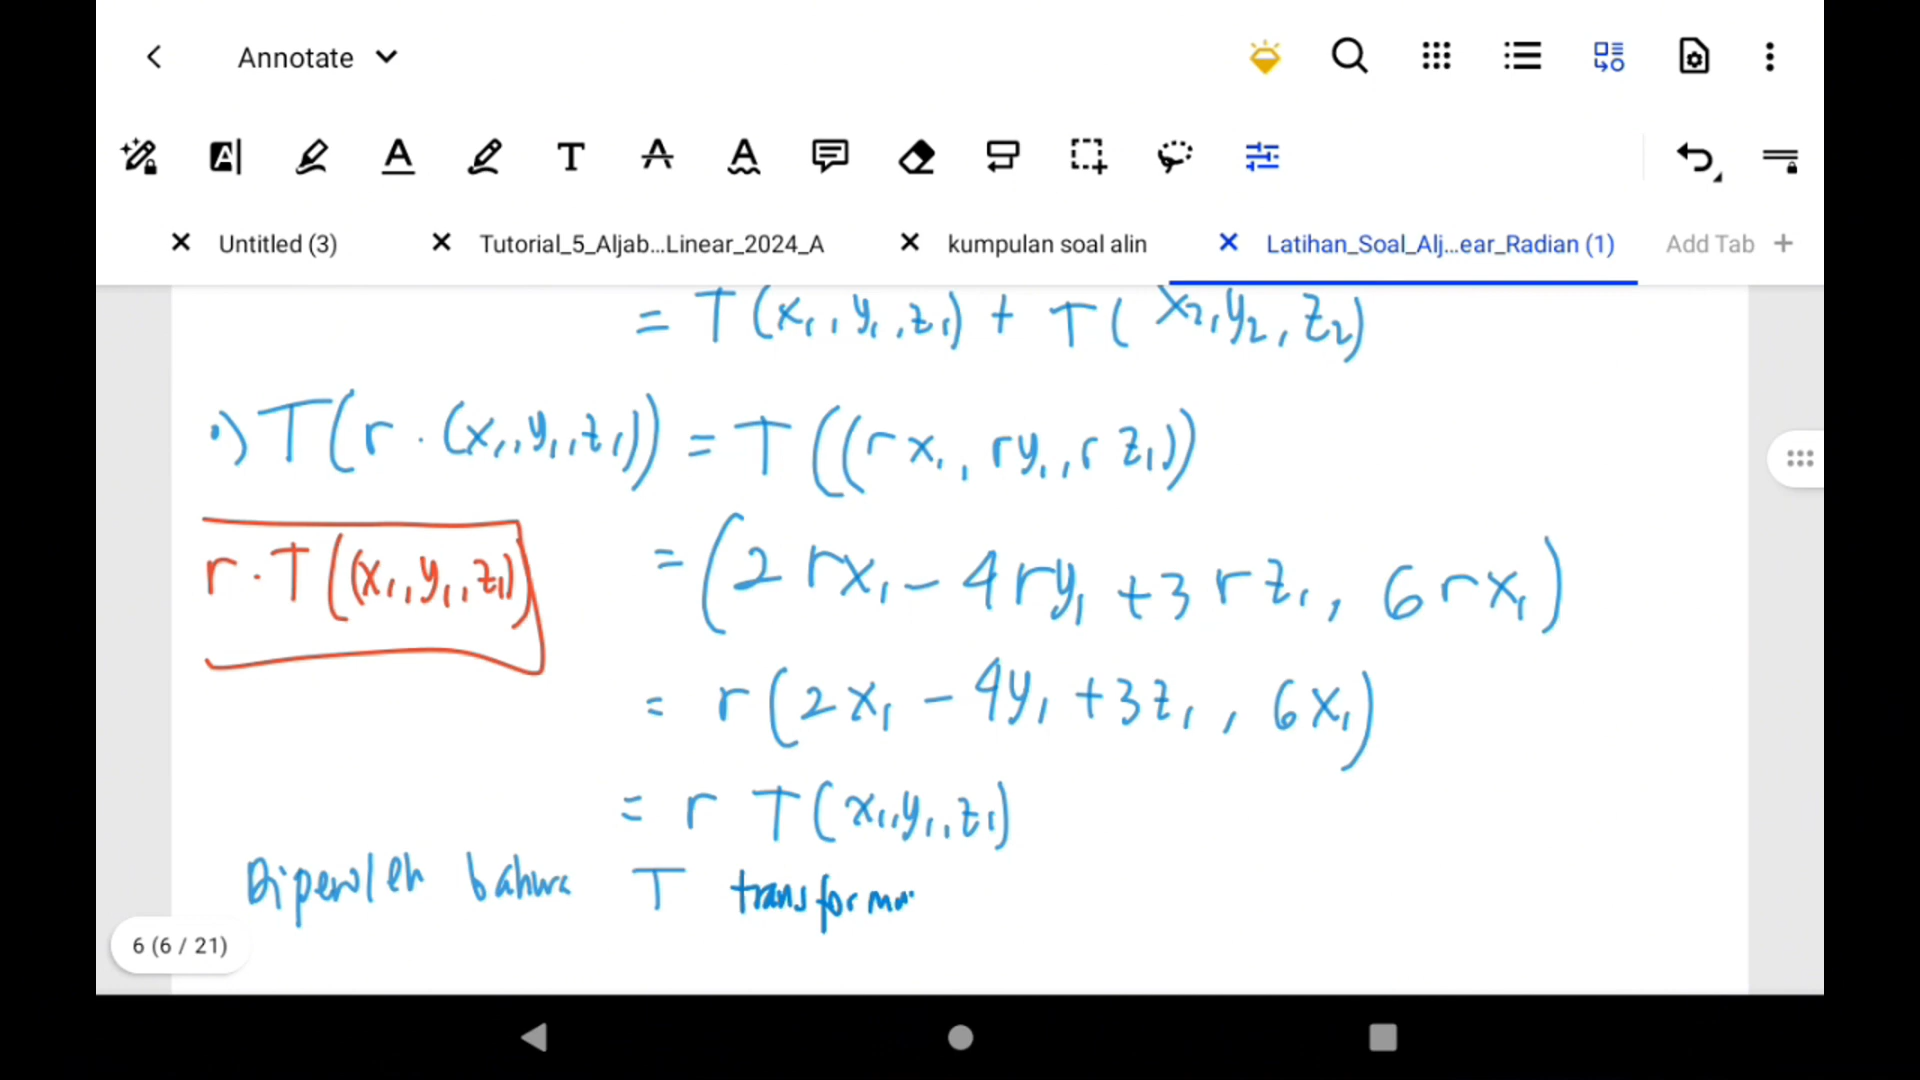 Annotate
Untitled (3)
Tutorial_5_Aljab...Linear_2024_A
kumpulan soal alin
Latihan_Soal_Alj...ear_Radian (1)
Add Tab +
= T(x₁, y₁, z₁) + T(x₂, y₂, z₂)
•) T(r · (x₁, y₁, z₁)) = T((rx₁, ry₁, rz₁))
r · T((x₁, y₁, z₁))
= (2rx₁ - 4ry₁ + 3rz₁, 6rx₁)
= r(2x₁ - 4y₁ + 3z₁, 6x₁)
= r T(x₁, y₁, z₁)
Diperoleh bahwa T transforma
6 (6 / 21)